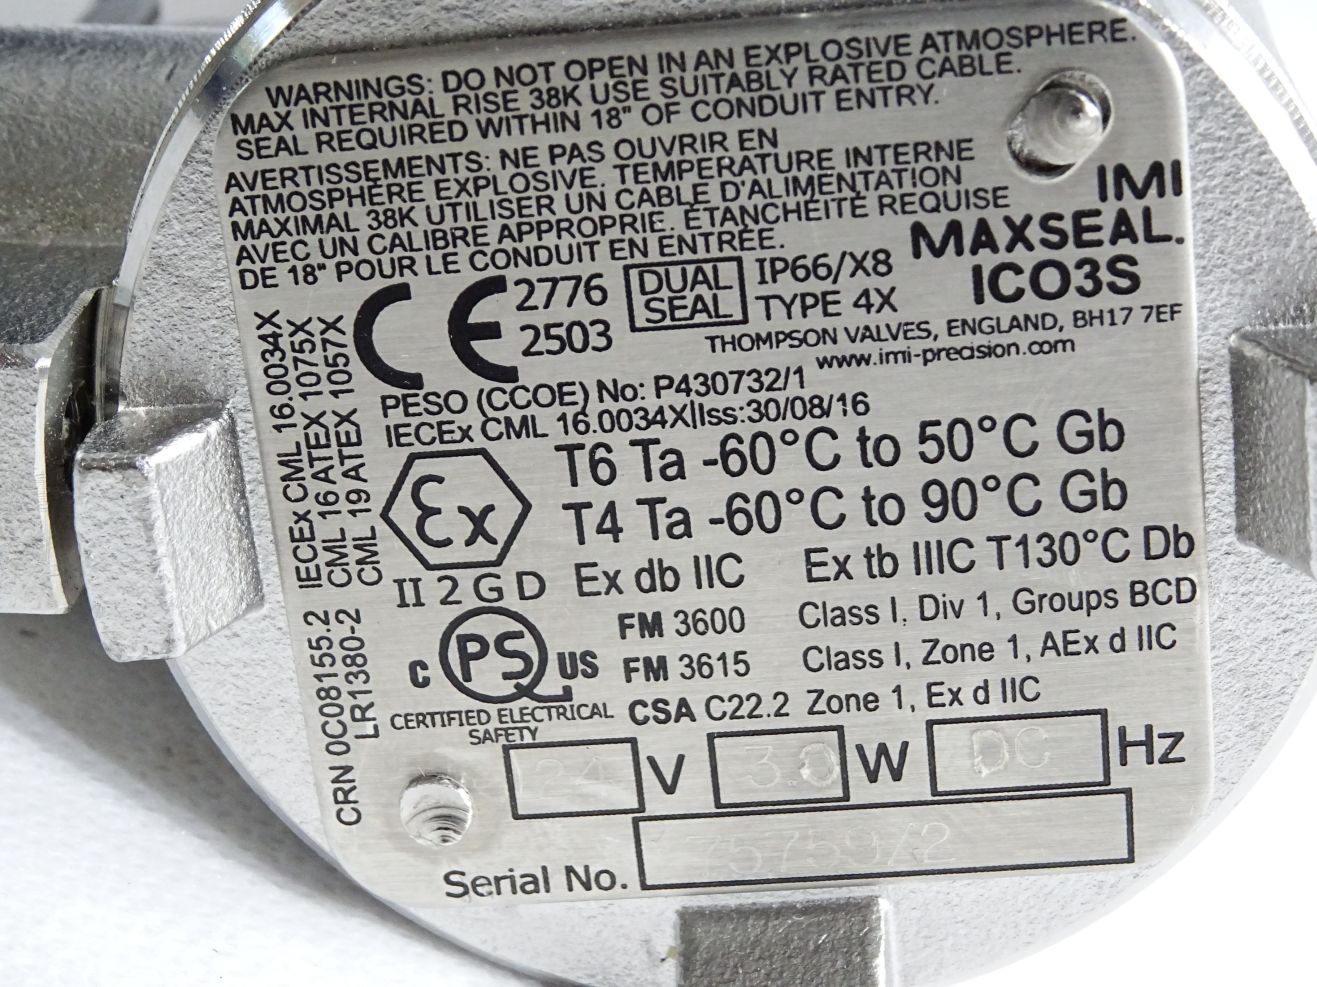 WARNINGS: DO NOT OPEN IN AN EXPLOSIVE ATMOSPHERE.
MAX INTERNAL RISE 38K USE SUITABLY RATED CABLE.
SEAL REQUIRED WITHIN 18" OF CONDUIT ENTRY.
AVERTISSEMENTS: NE PAS OUVRIR EN
ATMOSPHÈRE EXPLOSIVE. TEMPERATURE INTERNE
MAXIMAL 38K UTILISER UN CABLE D'ALIMENTATION
AVEC UN CALIBRE APPROPRIE. ÉTANCHEITE REQUISE
DE 18" POUR LE CONDUIT EN ENTRÉE.
IMI
MAXSEAL.
ICO3S
CE 2776
2503
DUAL
SEAL
IP66/X8
TYPE 4X
THOMPSON VALVES, ENGLAND, BH17 7EF
www.imi-precision.com
PESO (CCOE) No: P430732/1
IECEx CML 16.0034X|Iss:30/08/16
IECEx CML 16.0034X
CML 16 ATEX 1075X
CML 19 ATEX 1057X
T6 Ta -60°C to 50°C Gb
T4 Ta -60°C to 90°C Gb
Ex
II 2 G D
Ex db IIC Ex tb IIIC T130°C Db
FM 3600 Class I, Div 1, Groups BCD
FM 3615 Class I, Zone 1, AEx d IIC
CSA C22.2 Zone 1, Ex d IIC
C PS US
CERTIFIED ELECTRICAL
SAFETY
CRN 0C08155.2
LR1380-2
24 V 3.0 W DC Hz
Serial No. 75759/2